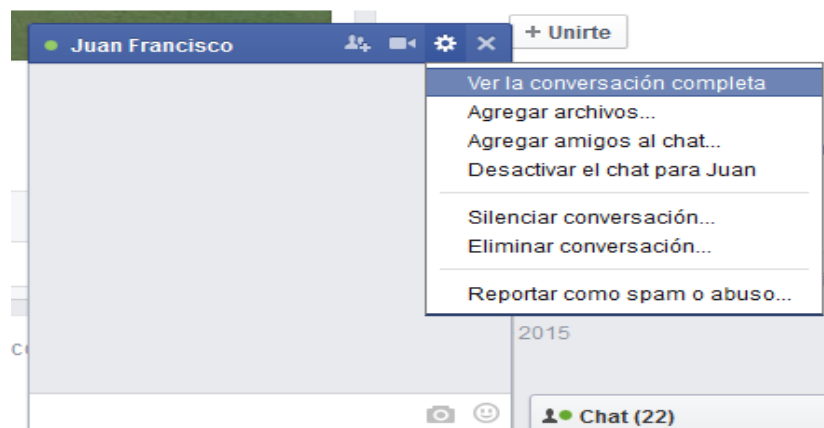 Juan Francisco
+ Unirte
Ver la conversación completa
Agregar archivos...
Agregar amigos al chat...
Desactivar el chat para Juan
Silenciar conversación...
Eliminar conversación...
Reportar como spam o abuso...
2015
Chat (22)